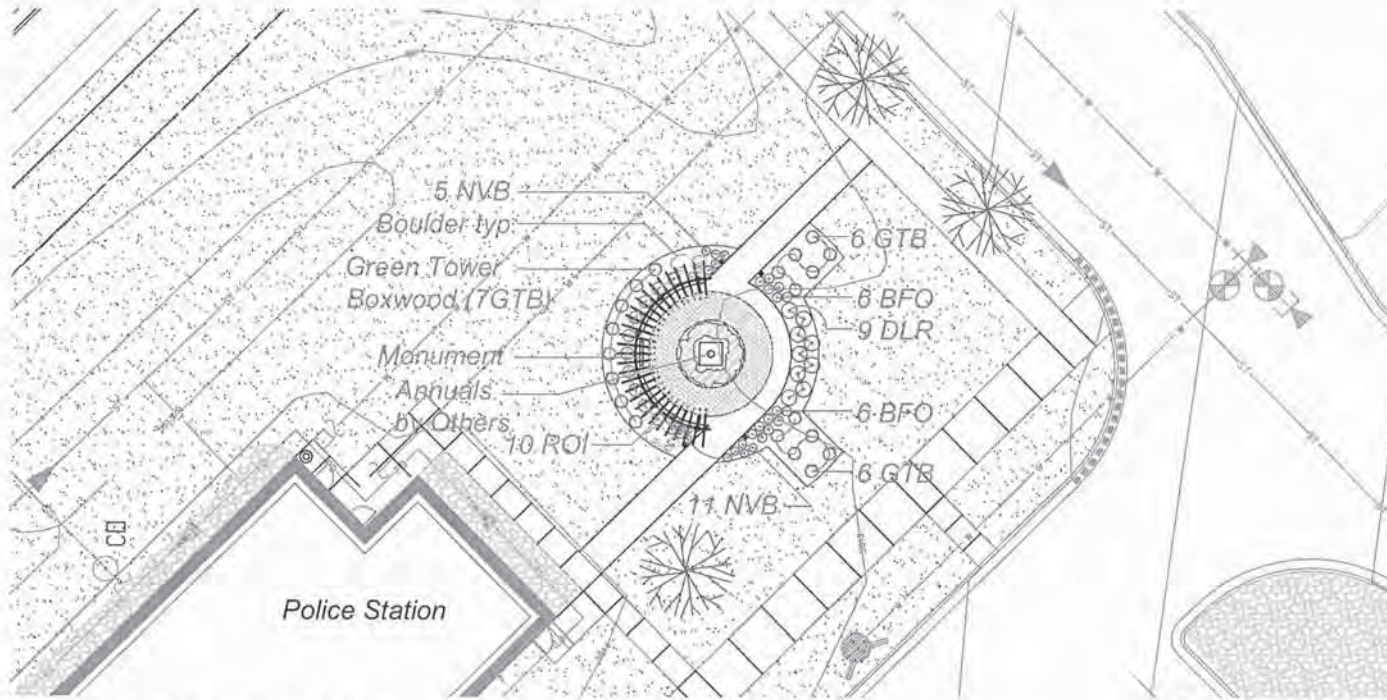 5 NVB
Boulder typ
Green Tower
Boxwood (7GTB)
Monument
Annuals
by Others
10 ROI
6 GTB
6 BFO
9 DLR
6 BFO
6 GTB
11 NVB
Police Station